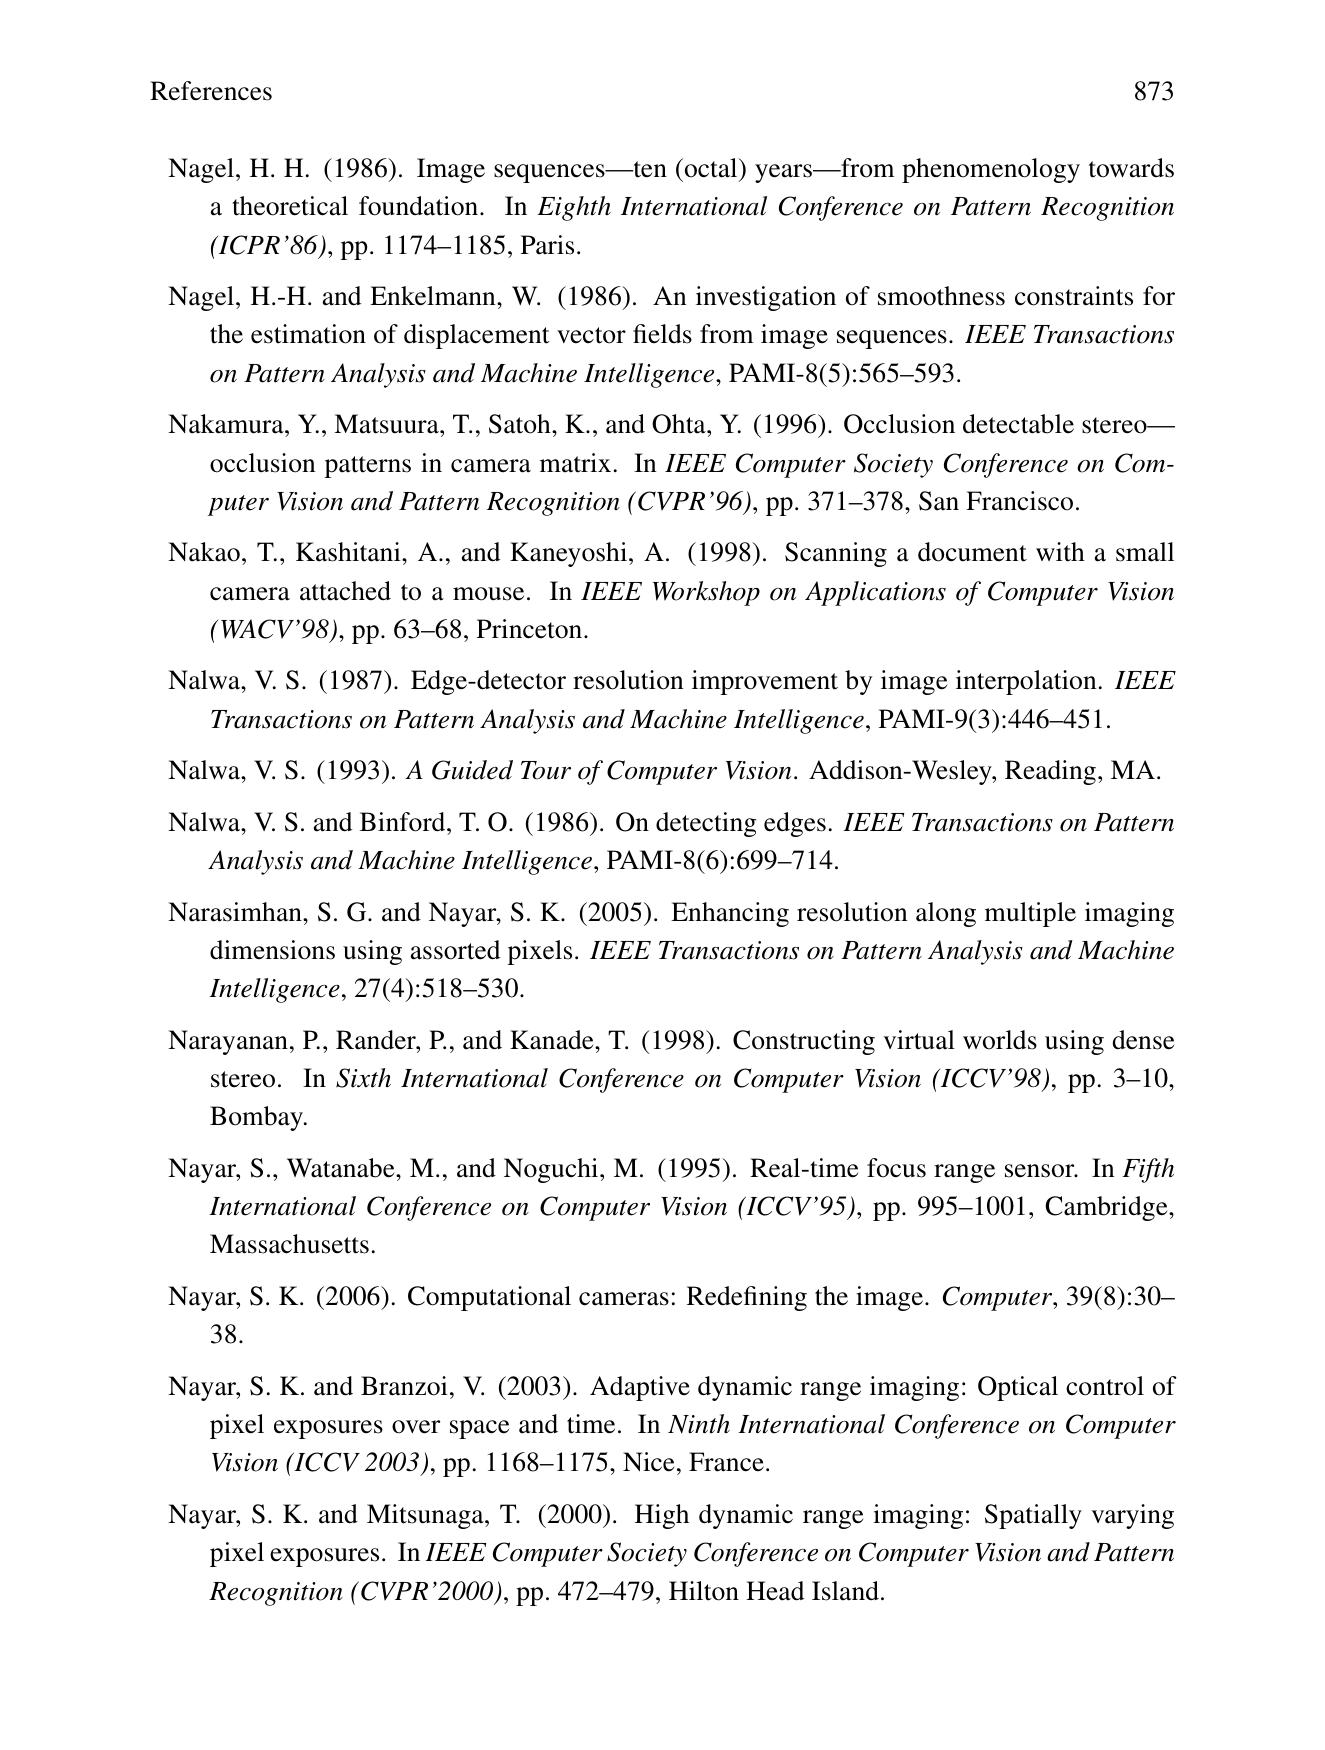 References 873
Nagel, H. H. (1986). Image sequences—ten (octal) years—from phenomenology towards
a theoretical foundation. In Eighth International Conference on Pattern Recognition
(ICPR’86), pp. 1174–1185, Paris.
Nagel, H.-H. and Enkelmann, W. (1986). An investigation of smoothness constraints for
the estimation of displacement vector fields from image sequences. IEEE Transactions
on Pattern Analysis and Machine Intelligence, PAMI-8(5):565–593.
Nakamura, Y., Matsuura, T., Satoh, K., and Ohta, Y. (1996). Occlusion detectable stereo—
occlusion patterns in camera matrix. In IEEE Computer Society Conference on Com-
puter Vision and Pattern Recognition (CVPR’96), pp. 371–378, San Francisco.
Nakao, T., Kashitani, A., and Kaneyoshi, A. (1998). Scanning a document with a small
camera attached to a mouse. In IEEE Workshop on Applications of Computer Vision
(WACV’98), pp. 63–68, Princeton.
Nalwa, V. S. (1987). Edge-detector resolution improvement by image interpolation. IEEE
Transactions on Pattern Analysis and Machine Intelligence, PAMI-9(3):446–451.
Nalwa, V. S. (1993). A Guided Tour of Computer Vision. Addison-Wesley, Reading, MA.
Nalwa, V. S. and Binford, T. O. (1986). On detecting edges. IEEE Transactions on Pattern
Analysis and Machine Intelligence, PAMI-8(6):699–714.
Narasimhan, S. G. and Nayar, S. K. (2005). Enhancing resolution along multiple imaging
dimensions using assorted pixels. IEEE Transactions on Pattern Analysis and Machine
Intelligence, 27(4):518–530.
Narayanan, P., Rander, P., and Kanade, T. (1998). Constructing virtual worlds using dense
stereo. In Sixth International Conference on Computer Vision (ICCV’98), pp. 3–10,
Bombay.
Nayar, S., Watanabe, M., and Noguchi, M. (1995). Real-time focus range sensor. In Fifth
International Conference on Computer Vision (ICCV’95), pp. 995–1001, Cambridge,
Massachusetts.
Nayar, S. K. (2006). Computational cameras: Redefining the image. Computer, 39(8):30–
38.
Nayar, S. K. and Branzoi, V. (2003). Adaptive dynamic range imaging: Optical control of
pixel exposures over space and time. In Ninth International Conference on Computer
Vision (ICCV 2003), pp. 1168–1175, Nice, France.
Nayar, S. K. and Mitsunaga, T. (2000). High dynamic range imaging: Spatially varying
pixel exposures. In IEEE Computer Society Conference on Computer Vision and Pattern
Recognition (CVPR’2000), pp. 472–479, Hilton Head Island.